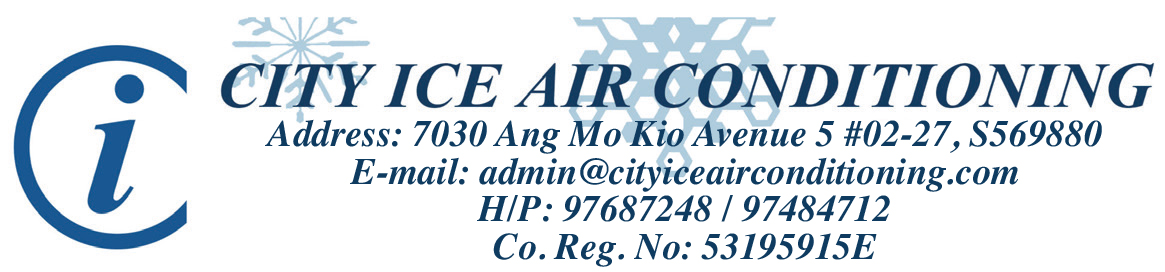 CITY ICE AIR CONDITIONING
Address: 7030 Ang Mo Kio Avenue 5 #02-27, S569880
E-mail: admin@cityiceairconditioning.com
H/P: 97687248 / 97484712
Co. Reg. No: 53195915E